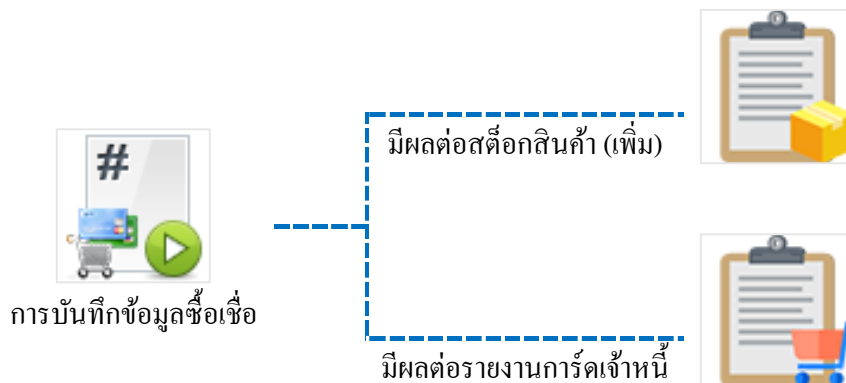 #
มีผลต่อสต็อกสินค้า (เพิ่ม)
การบันทึกข้อมูลซื้อเชื่อ
มีผลต่อรายงานการ์ดเจ้าหนี้